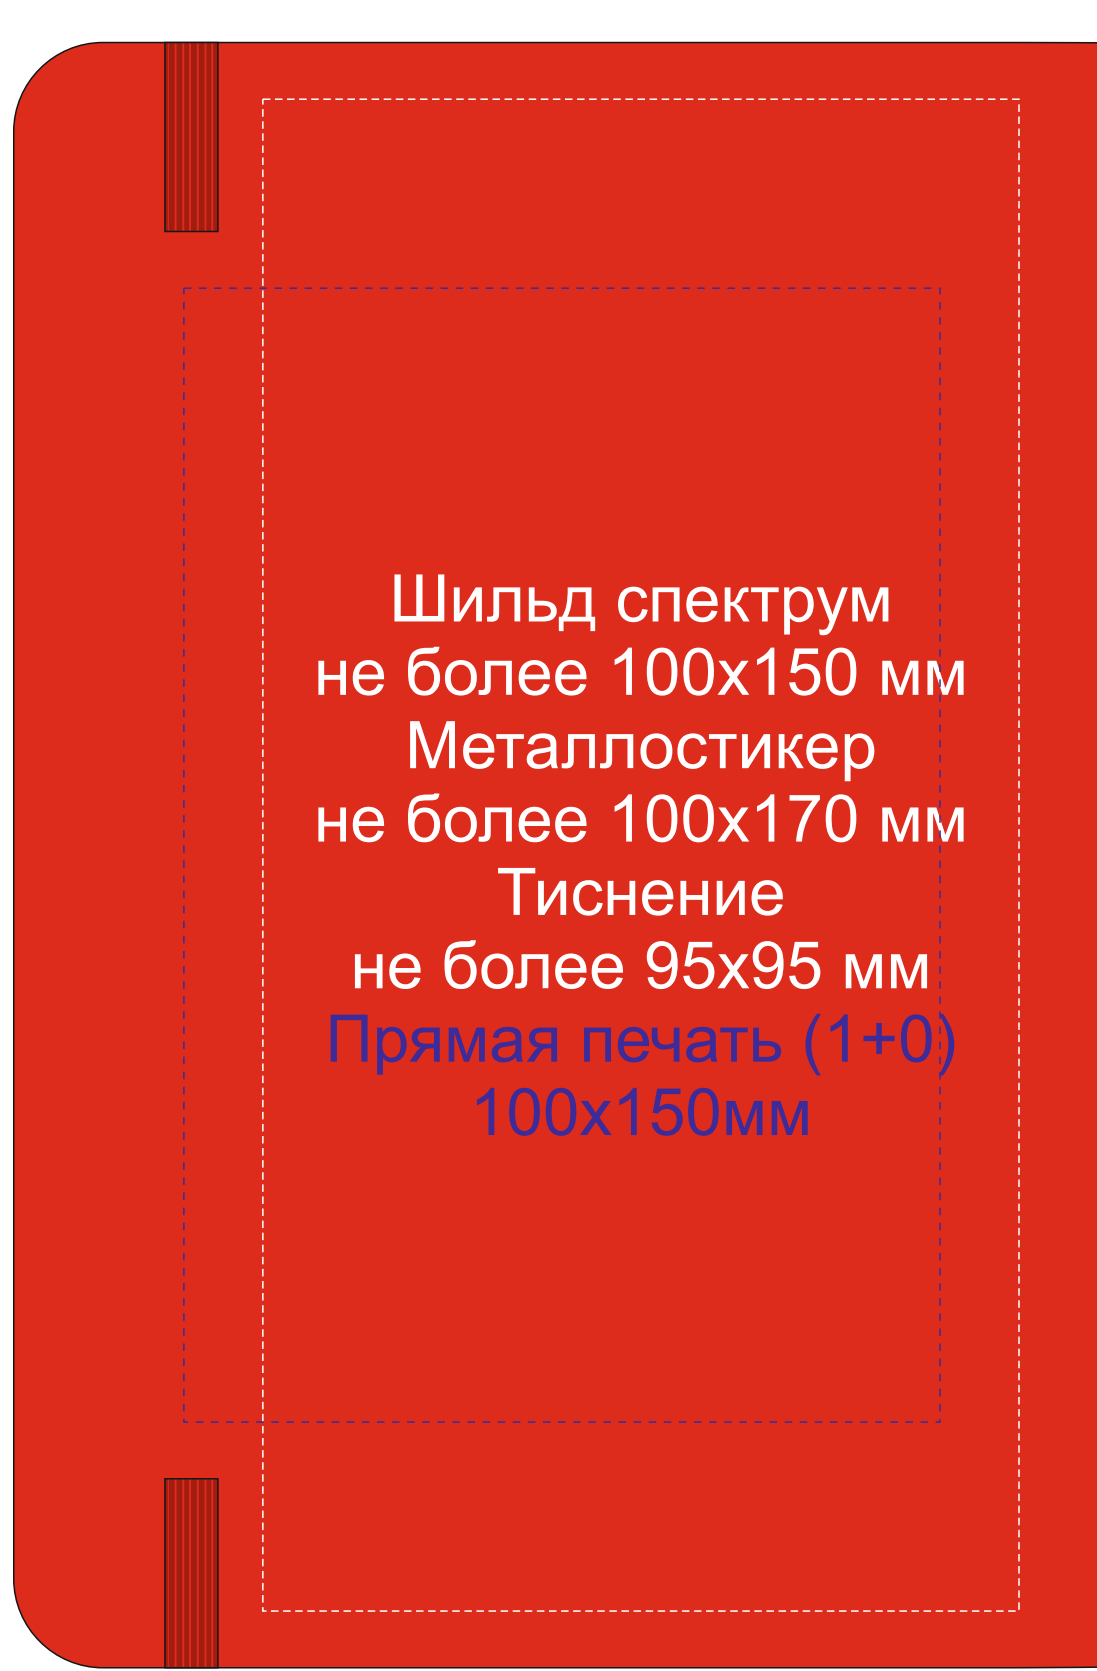 Шильд спектрум
не более 100х150 мм
Металлостикер
не более 100х170 мм
Тиснение
не более 95х95 мм
Прямая печать (1+0)
100х150мм